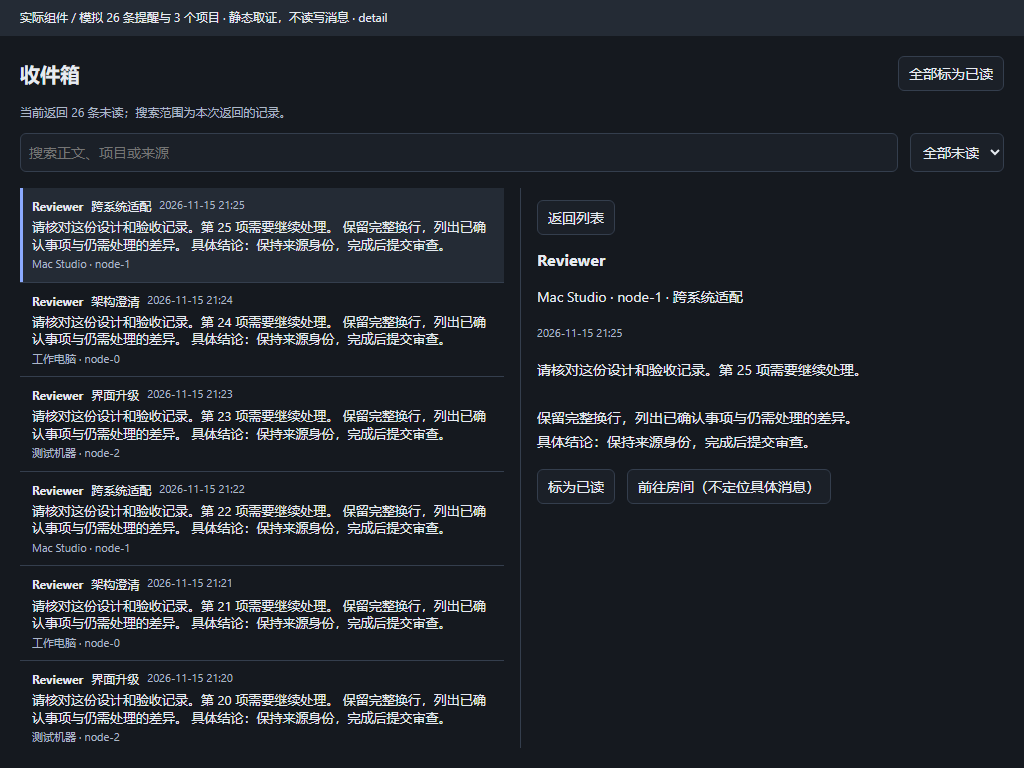 实际组件 / 模拟 26 条提醒与 3 个项目 · 静态取证，不读写消息 · detail
收件箱
全部标为已读
当前返回 26 条未读；搜索范围为本次返回的记录。
搜索正文、项目或来源
全部未读
Reviewer 跨系统适配 2026-11-15 21:25
请核对这份设计和验收记录。第 25 项需要继续处理。 保留完整换行，列出已确
认事项与仍需处理的差异。 具体结论：保持来源身份，完成后提交审查。
Mac Studio · node-1
Reviewer 架构澄清 2026-11-15 21:24
请核对这份设计和验收记录。第 24 项需要继续处理。 保留完整换行，列出已确
认事项与仍需处理的差异。 具体结论：保持来源身份，完成后提交审查。
工作电脑 · node-0
Reviewer 界面升级 2026-11-15 21:23
请核对这份设计和验收记录。第 23 项需要继续处理。 保留完整换行，列出已确
认事项与仍需处理的差异。 具体结论：保持来源身份，完成后提交审查。
测试机器 · node-2
Reviewer 跨系统适配 2026-11-15 21:22
请核对这份设计和验收记录。第 22 项需要继续处理。 保留完整换行，列出已确
认事项与仍需处理的差异。 具体结论：保持来源身份，完成后提交审查。
Mac Studio · node-1
Reviewer 架构澄清 2026-11-15 21:21
请核对这份设计和验收记录。第 21 项需要继续处理。 保留完整换行，列出已确
认事项与仍需处理的差异。 具体结论：保持来源身份，完成后提交审查。
工作电脑 · node-0
Reviewer 界面升级 2026-11-15 21:20
请核对这份设计和验收记录。第 20 项需要继续处理。 保留完整换行，列出已确
认事项与仍需处理的差异。 具体结论：保持来源身份，完成后提交审查。
测试机器 · node-2
返回列表
Reviewer
Mac Studio · node-1 · 跨系统适配
2026-11-15 21:25
请核对这份设计和验收记录。第 25 项需要继续处理。
保留完整换行，列出已确认事项与仍需处理的差异。
具体结论：保持来源身份，完成后提交审查。
标为已读
前往房间（不定位具体消息）